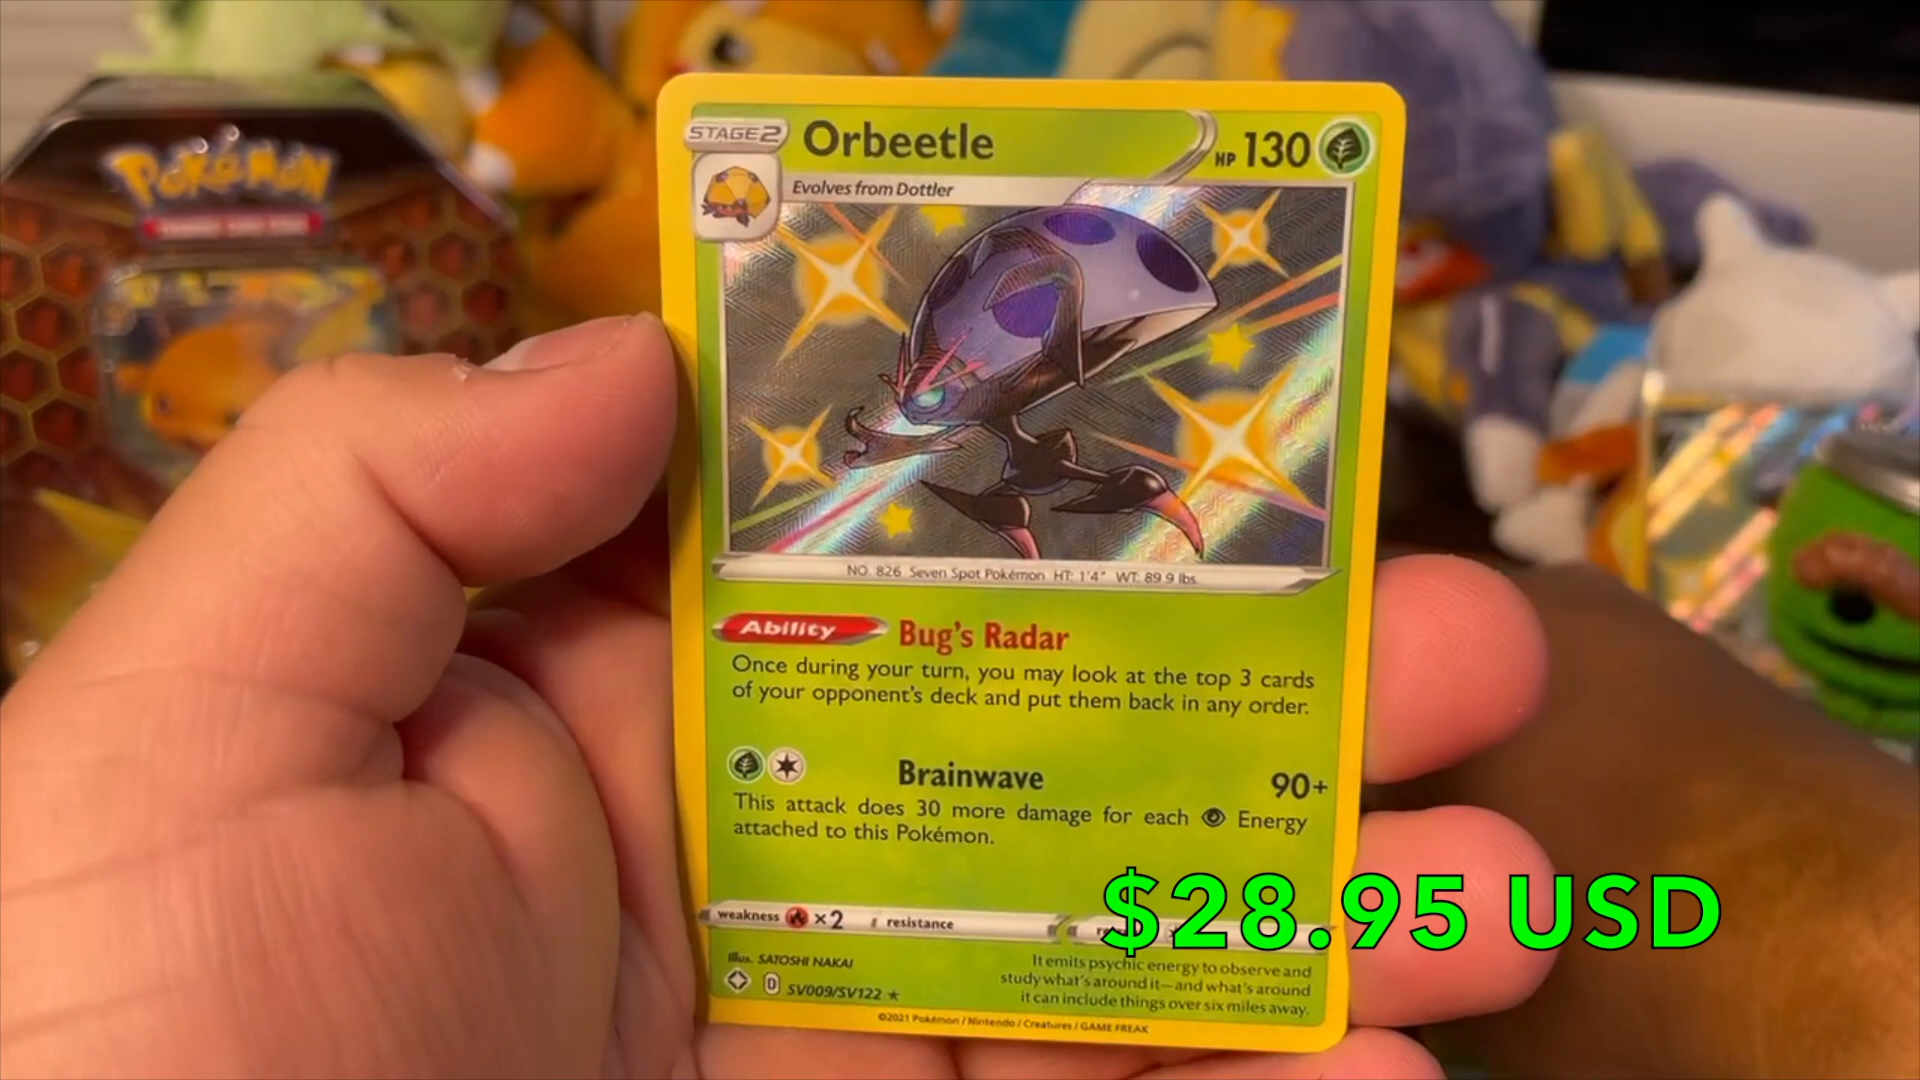 Pokémon
STAGE2
Orbeetle
HP 130
Evolves from Dottler
NO. 826 Seven Spot Pokémon HT: 1'4" WT: 89.9 lbs.
Ability Bug's Radar
Once during your turn, you may look at the top 3 cards
of your opponent's deck and put them back in any order.
Brainwave 90+
This attack does 30 more damage for each Energy
attached to this Pokémon.
weakness ×2 resistance
$28.95 USD
Illus. SATOSHI NAKAI
D SV009/SV122 ★
It emits psychic energy to observe and
study what's around it—and what's around
it can include things over six miles away.
©2021 Pokémon / Nintendo / Creatures / GAME FREAK